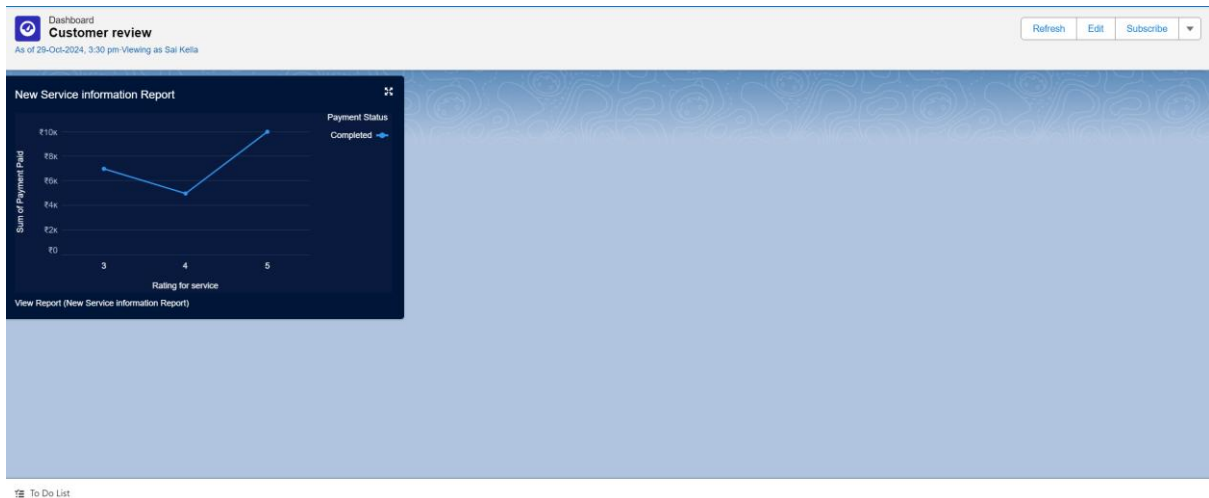 Dashboard
Customer review
As of 29-Oct-2024, 3:30 pm·Viewing as Sai Kella
Refresh Edit Subscribe
New Service information Report
Payment Status
Completed
Sum of Payment Paid
₹10K
₹8K
₹6K
₹4K
₹2K
₹0
3 4 5
Rating for service
View Report (New Service information Report)
To Do List